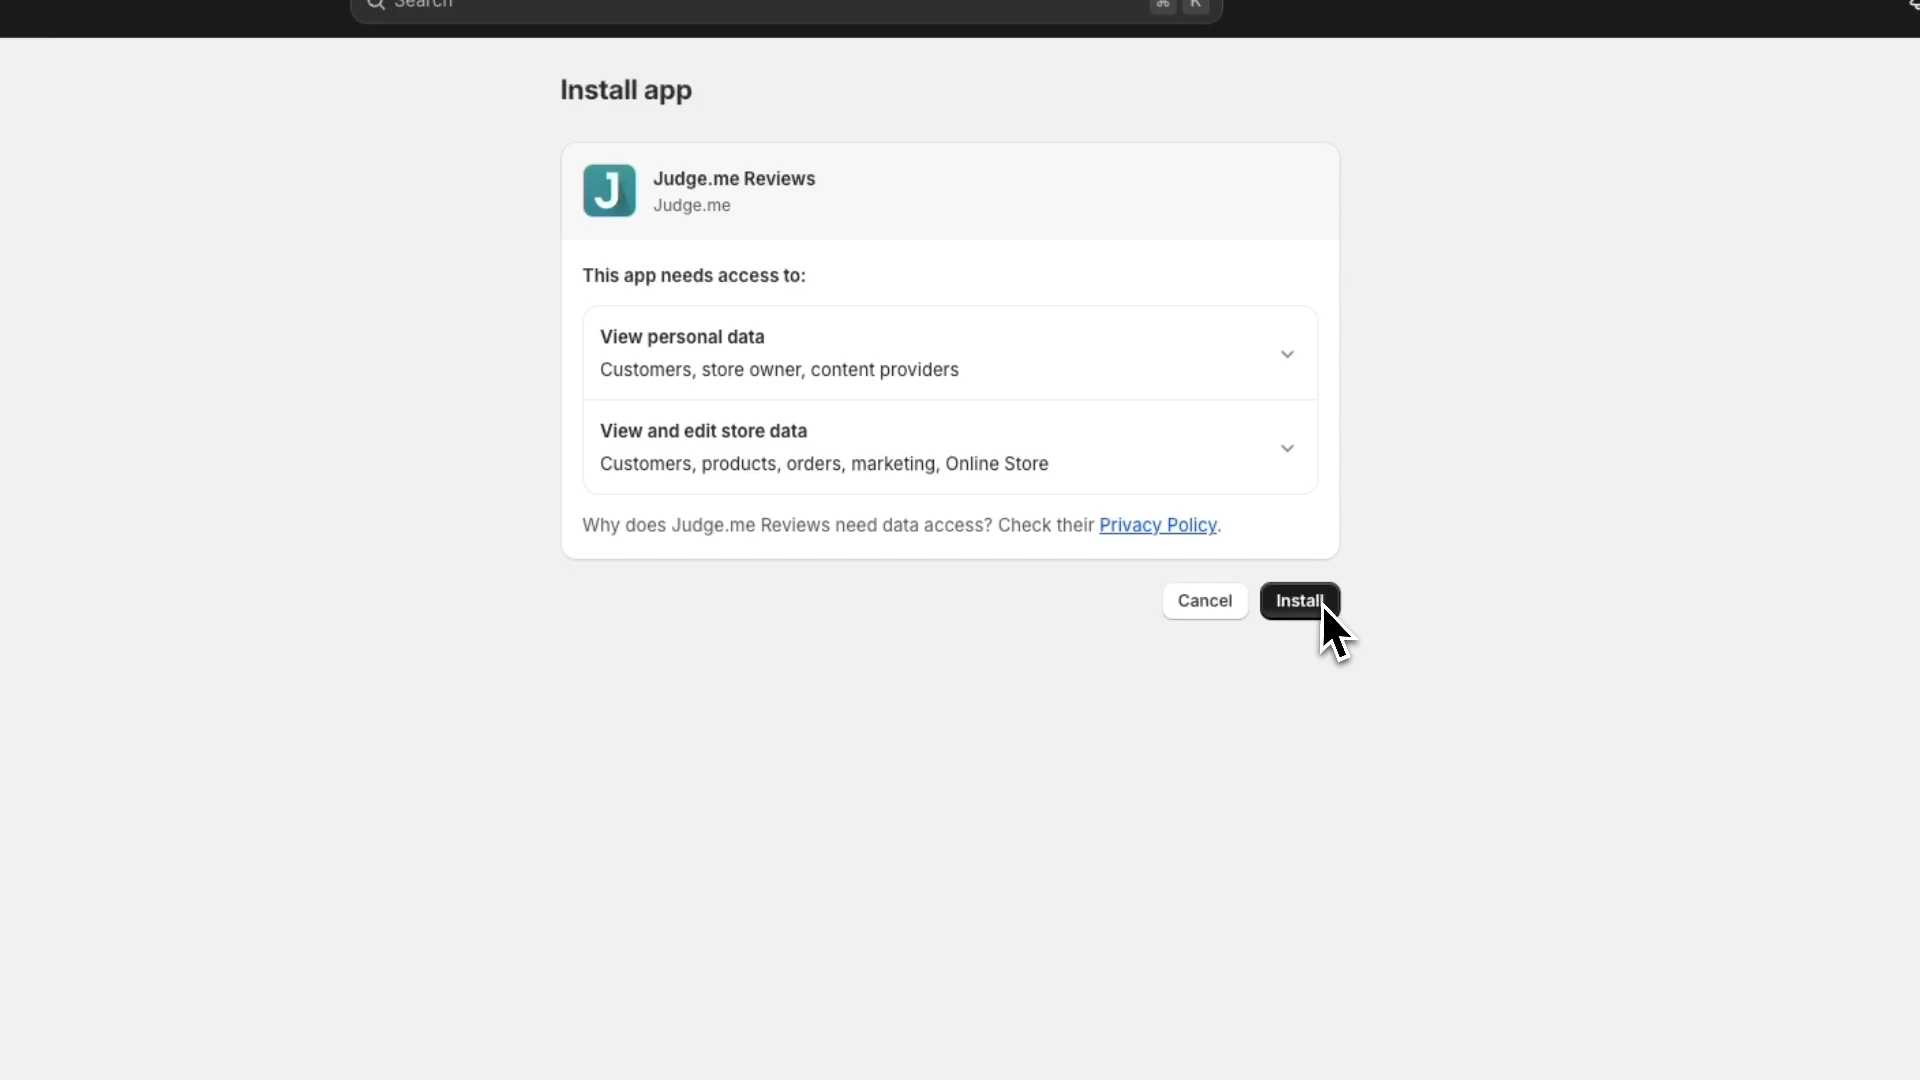 Search ⌘ K
Install app
J
Judge.me Reviews
Judge.me
This app needs access to:
View personal data
Customers, store owner, content providers
View and edit store data
Customers, products, orders, marketing, Online Store
Why does Judge.me Reviews need data access? Check their Privacy Policy.
Cancel Install